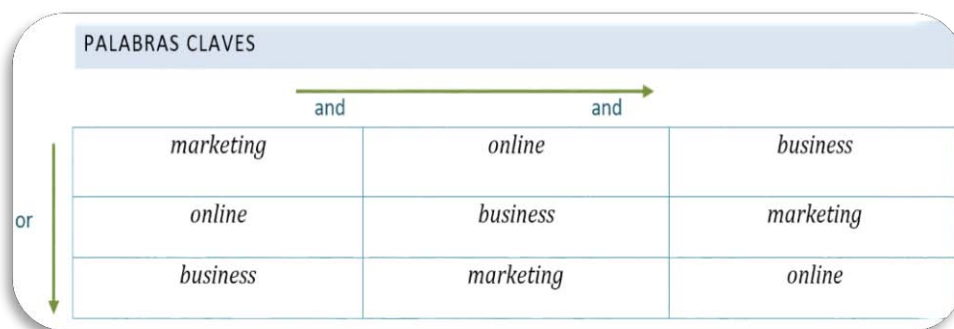 PALABRAS CLAVES
and and
marketing online business
or online business marketing
business marketing online